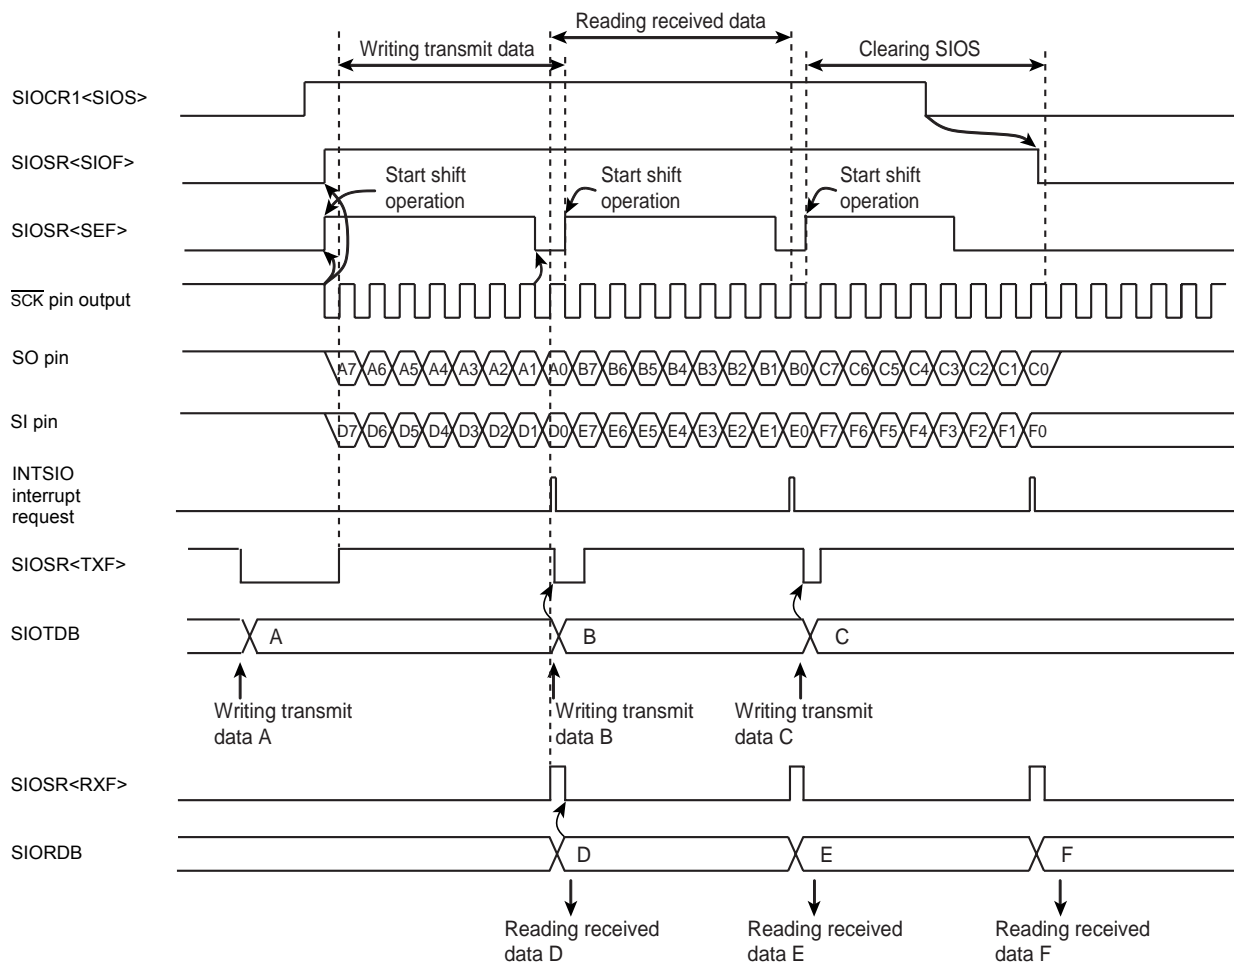 Reading received data
Writing transmit data
Clearing SIOS
SIOCR1<SIOS>
SIOSR<SIOF>
Start shift
operation
Start shift
operation
Start shift
operation
SIOSR<SEF>
SCK pin output
SO pin
A7 A6 A5 A4 A3 A2 A1 A0 B7 B6 B5 B4 B3 B2 B1 B0 C7 C6 C5 C4 C3 C2 C1 C0
SI pin
D7 D6 D5 D4 D3 D2 D1 D0 E7 E6 E5 E4 E3 E2 E1 E0 F7 F6 F5 F4 F3 F2 F1 F0
INTSIO
interrupt
request
SIOSR<TXF>
SIOTDB
A B C
Writing transmit
data A
Writing transmit
data B
Writing transmit
data C
SIOSR<RXF>
SIORDB
D E F
Reading received
data D
Reading received
data E
Reading received
data F